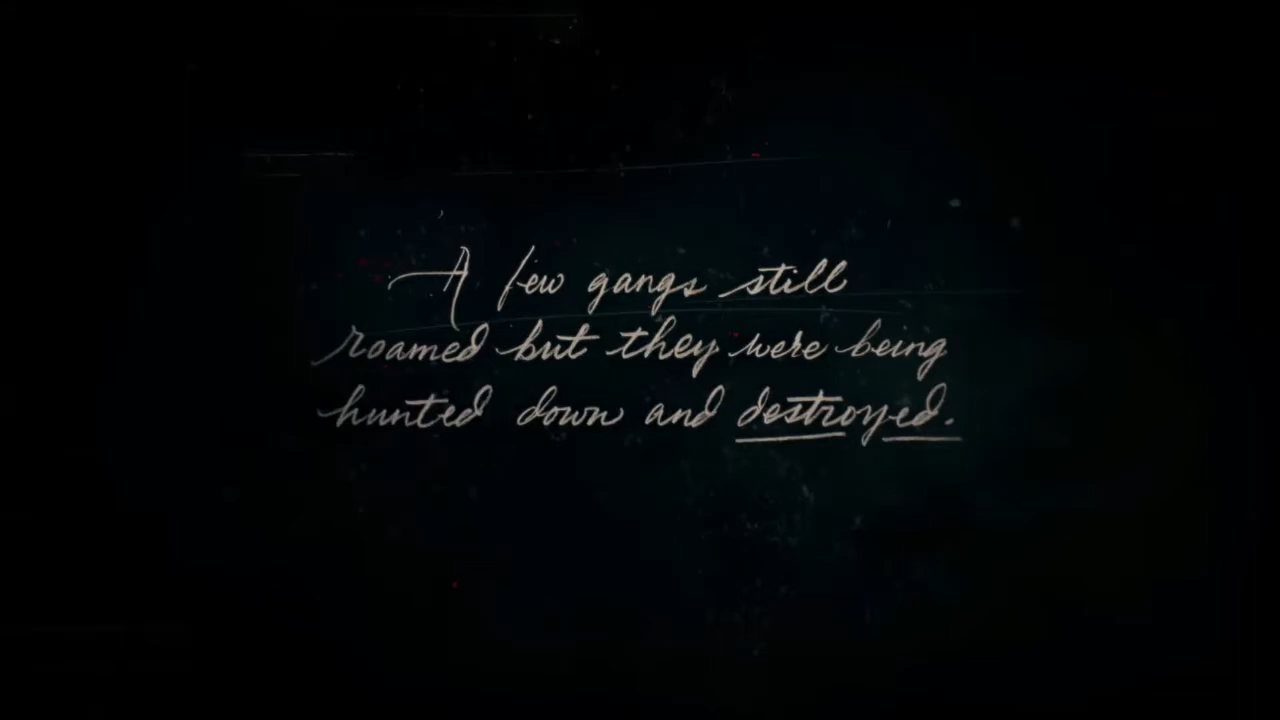 A few gangs still
roamed but they were being
hunted down and destroyed.